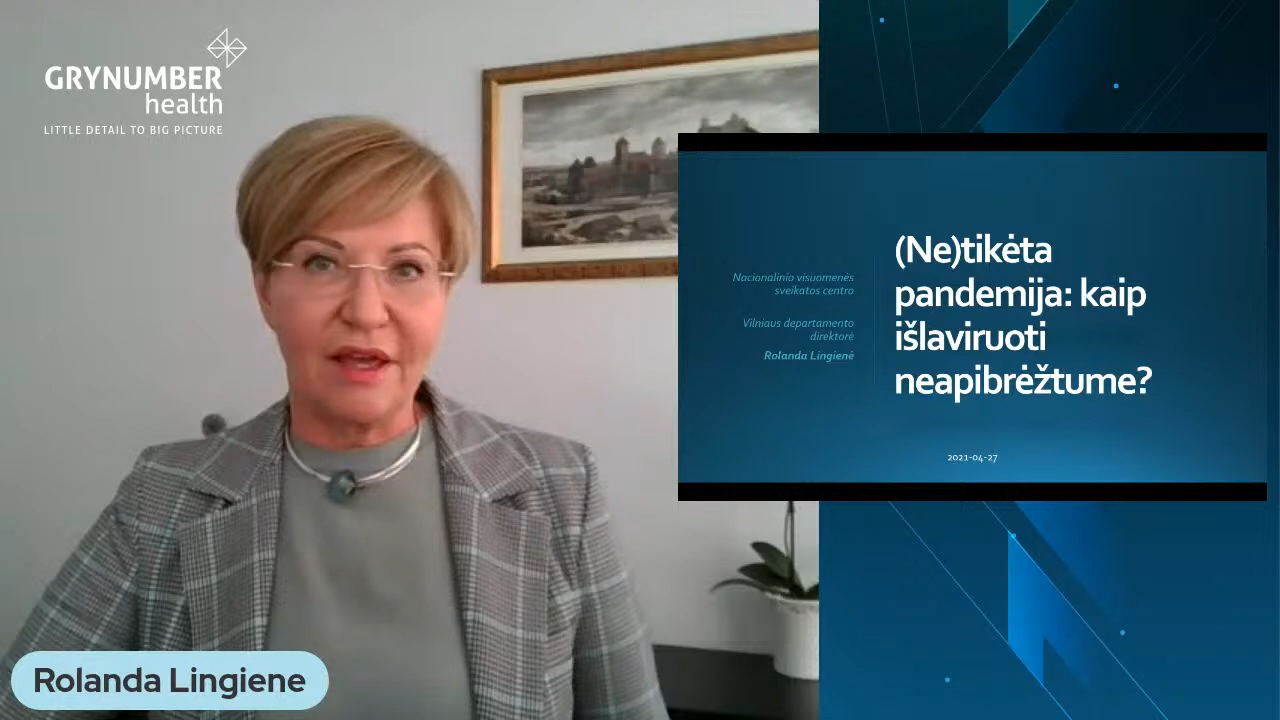 GRYNUMBER
health
LITTLE DETAIL TO BIG PICTURE
Nacionalinio visuomenės
sveikatos centro
Vilniaus departamento
direktorė
Rolanda Lingienė
(Ne)tikėta
pandemija: kaip
išlaviruoti
neapibrėžtume?
2021-04-27
Rolanda Lingiene